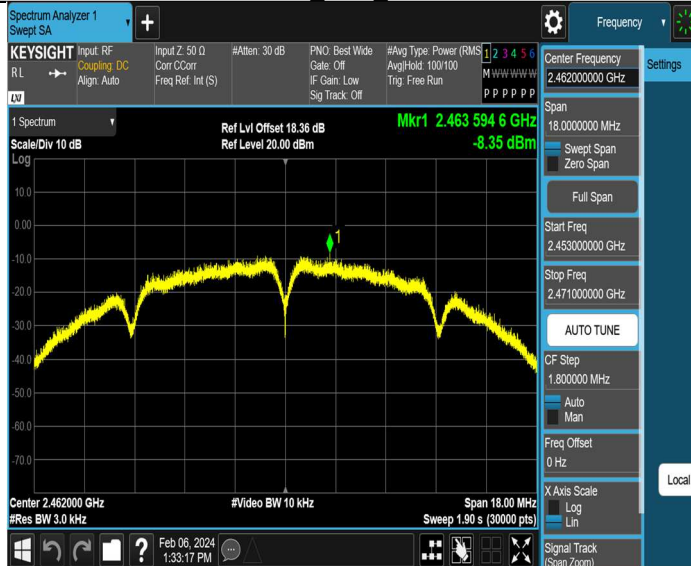 Spectrum Analyzer 1
Swept SA
+
Frequency
KEYSIGHT
RL
LXI
Input: RF
Coupling: DC
Align: Auto
Input Z: 50 Ω
Corr CCorr
Freq Ref: Int (S)
#Atten: 30 dB
PNO: Best Wide
Gate: Off
IF Gain: Low
Sig Track: Off
#Avg Type: Power (RMS
Avg|Hold: 100/100
Trig: Free Run
1 2 3 4 5 6
M W W W W W
P P P P P P
1 Spectrum
Scale/Div 10 dB
Ref Lvl Offset 18.36 dB
Ref Level 20.00 dBm
Mkr1 2.463 594 6 GHz
-8.35 dBm
Log
10.0
0.00
-10.0
-20.0
-30.0
-40.0
-50.0
-60.0
-70.0
1
Center 2.462000 GHz
#Res BW 3.0 kHz
#Video BW 10 kHz
Span 18.00 MHz
Sweep 1.90 s (30000 pts)
Feb 06, 2024
1:33:17 PM
?
Center Frequency
2.462000000 GHz
Span
18.0000000 MHz
Swept Span
Zero Span
Full Span
Start Freq
2.453000000 GHz
Stop Freq
2.471000000 GHz
AUTO TUNE
CF Step
1.800000 MHz
Auto
Man
Freq Offset
0 Hz
X Axis Scale
Log
Lin
Signal Track
(Span Zoom)
Settings
Local